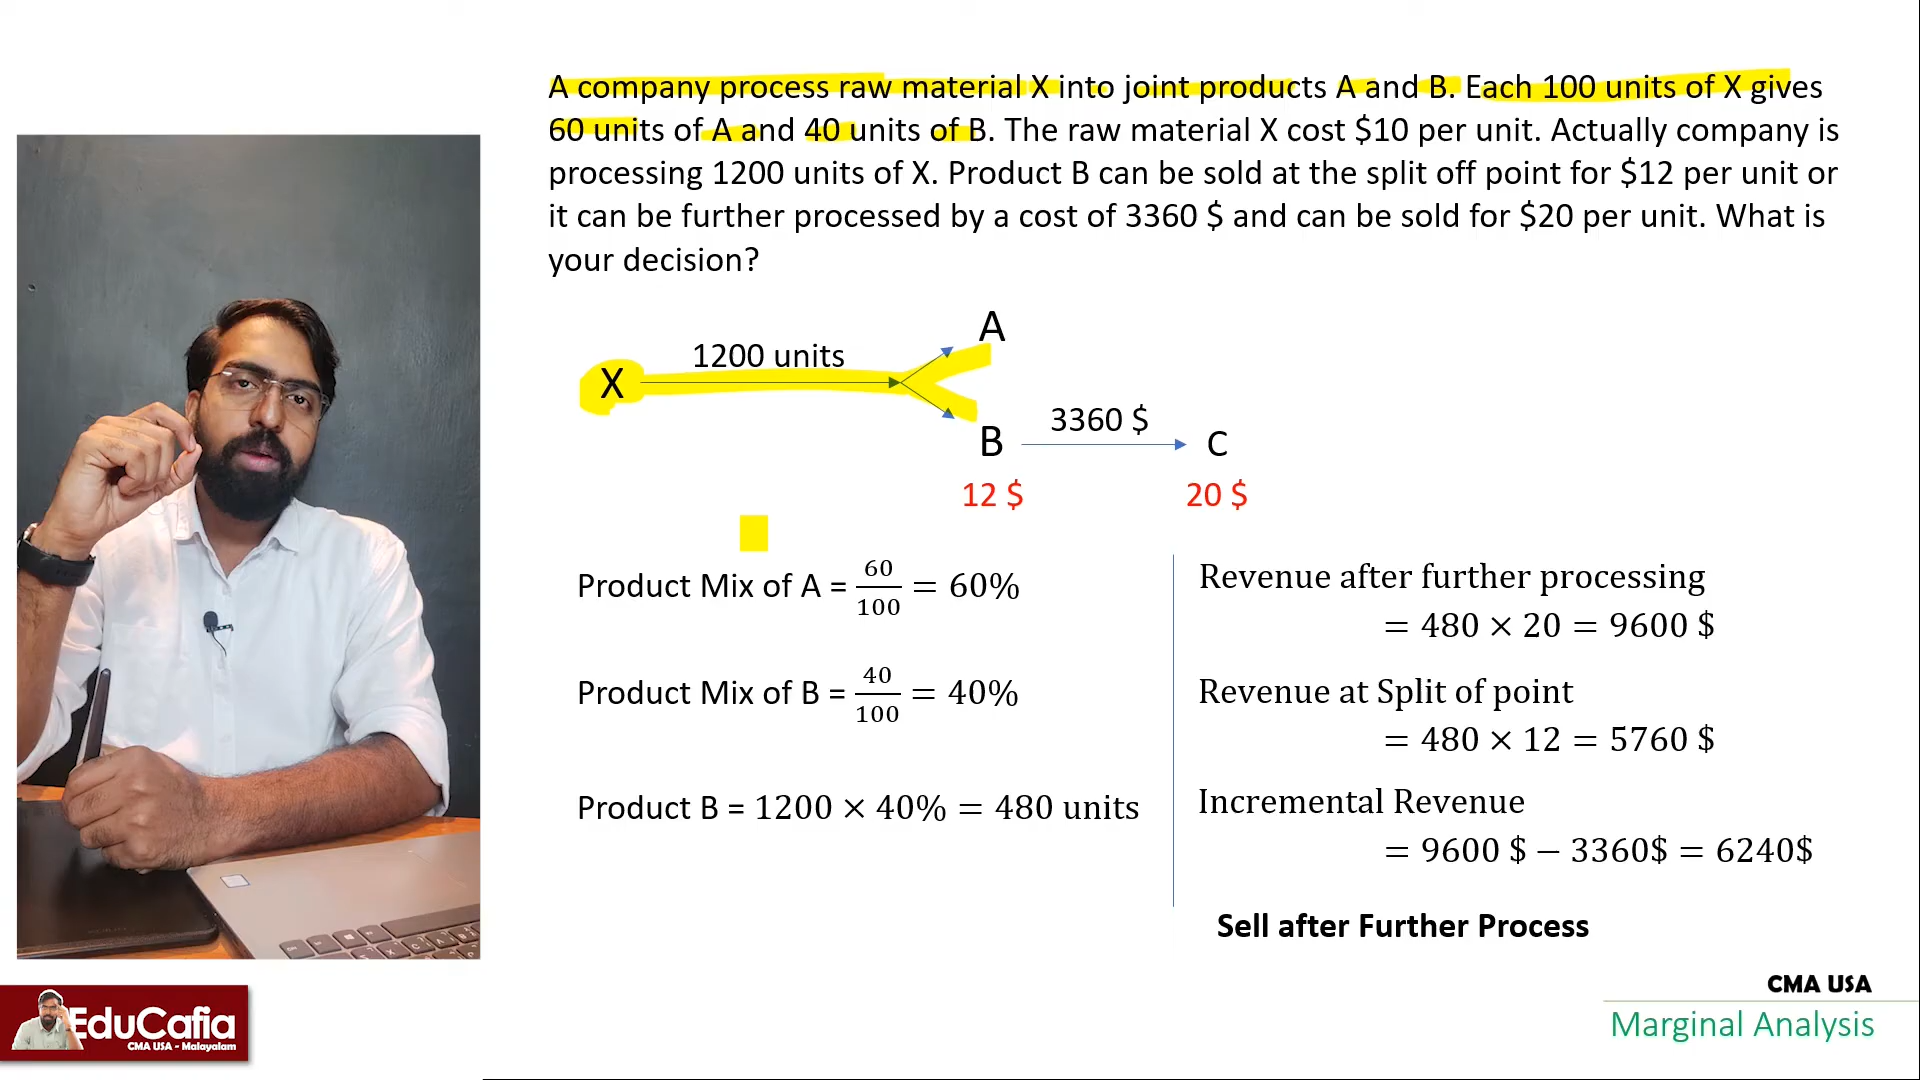 A company process raw material X into joint products A and B. Each 100 units of X gives
60 units of A and 40 units of B. The raw material X cost $10 per unit. Actually company is
processing 1200 units of X. Product B can be sold at the split off point for $12 per unit or
it can be further processed by a cost of 3360 $ and can be sold for $20 per unit. What is
your decision?
A
1200 units
X
3360 $
B
C
12 $
20 $
Product Mix of A = 60/100 = 60%
Product Mix of B = 40/100 = 40%
Product B = 1200 × 40% = 480 units
Revenue after further processing
= 480 × 20 = 9600 $
Revenue at Split of point
= 480 × 12 = 5760 $
Incremental Revenue
= 9600 $ − 3360$ = 6240$
Sell after Further Process
CMA USA
Marginal Analysis
EduCafia
CMA USA - Malayalam